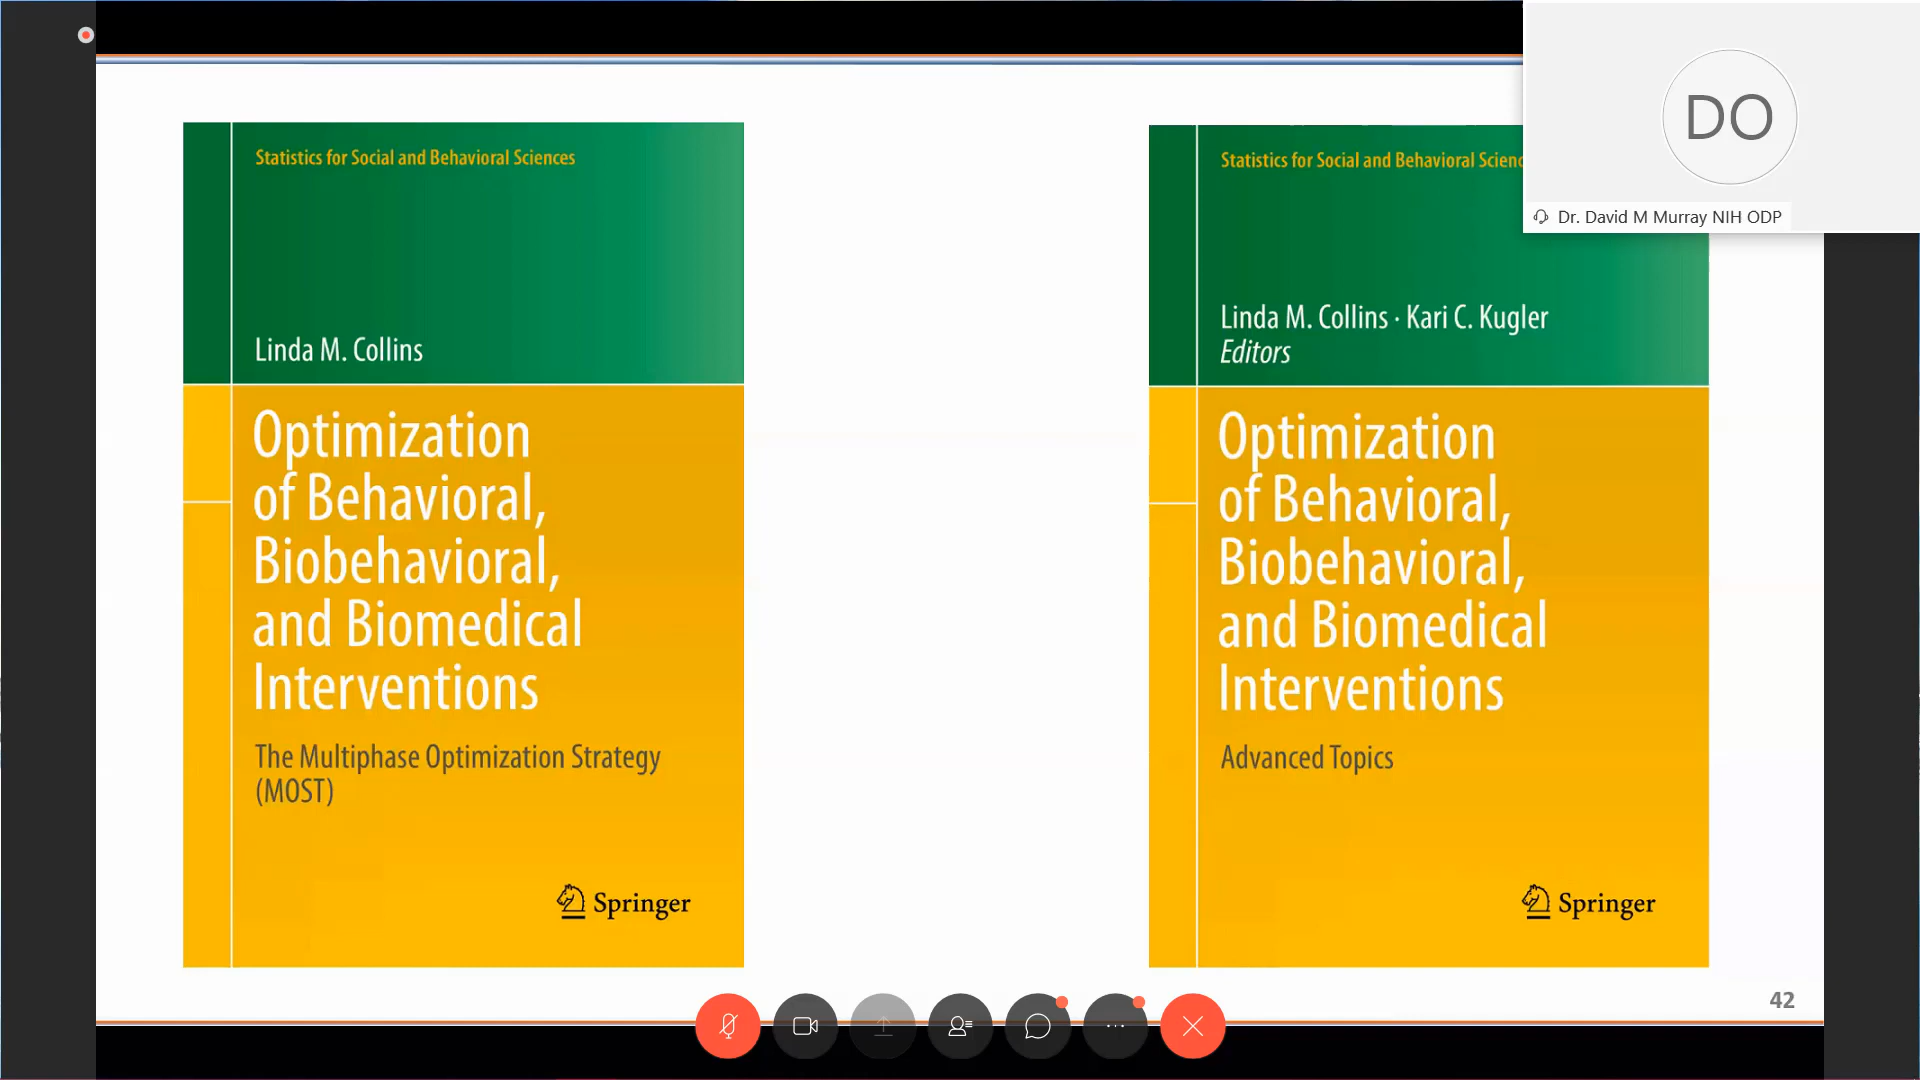 Statistics for Social and Behavioral Sciences
Linda M. Collins
Optimization
of Behavioral,
Biobehavioral,
and Biomedical
Interventions
The Multiphase Optimization Strategy
(MOST)
Springer
Statistics for Social and Behavioral
Linda M. Collins · Kari C. Kugler
Editors
Optimization
of Behavioral,
Biobehavioral,
and Biomedical
Interventions
Advanced Topics
Springer
DO
Dr. David M Murray NIH ODP
42